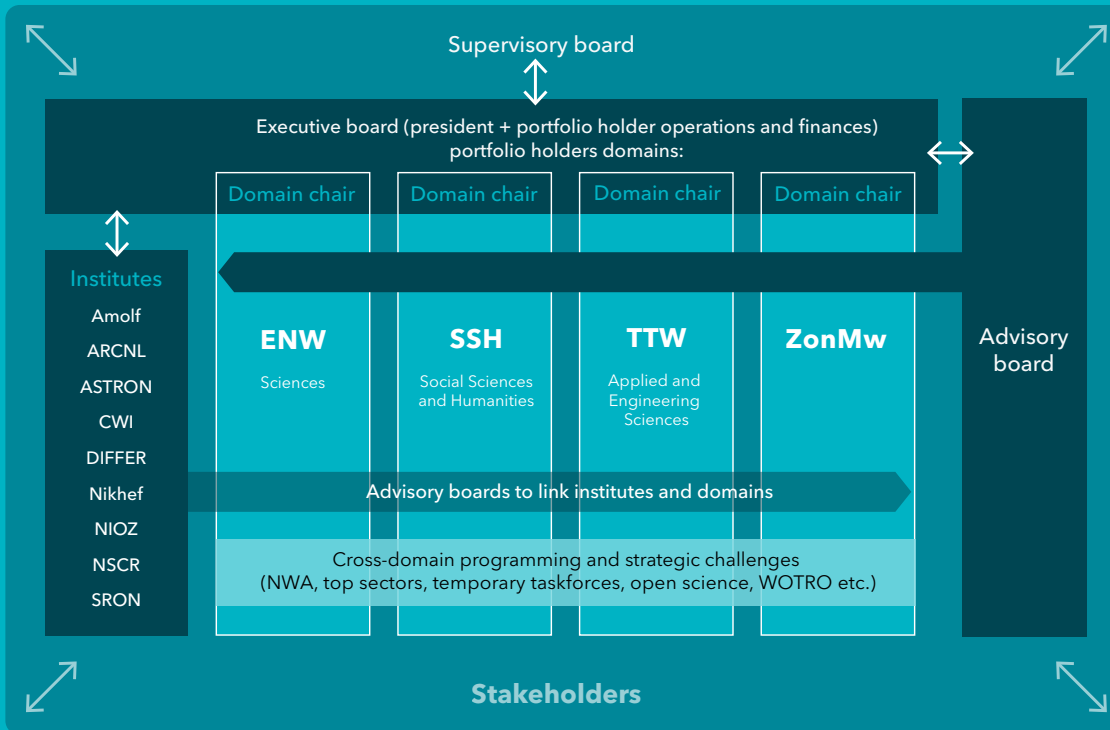 Supervisory board
Executive board (president + portfolio holder operations and finances)
portfolio holders domains:
Domain chair
Domain chair
Domain chair
Domain chair
Institutes
Amolf
ARCNL
ASTRON
CWI
DIFFER
Nikhef
NIOZ
NSCR
SRON
ENW
Sciences
SSH
Social Sciences
and Humanities
TTW
Applied and
Engineering
Sciences
ZonMw
Advisory
board
Advisory boards to link institutes and domains
Cross-domain programming and strategic challenges
(NWA, top sectors, temporary taskforces, open science, WOTRO etc.)
Stakeholders